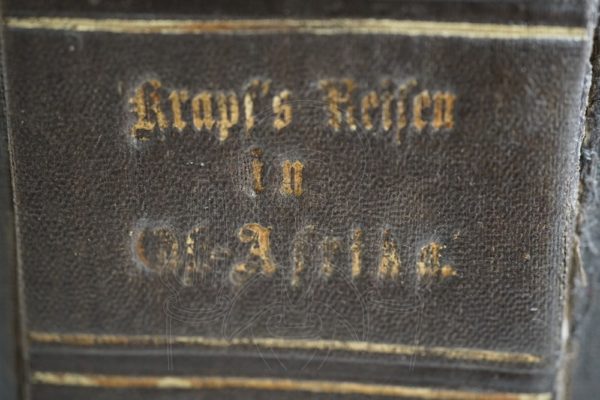 Krapf's Reisen
in
Ost-Afrika.